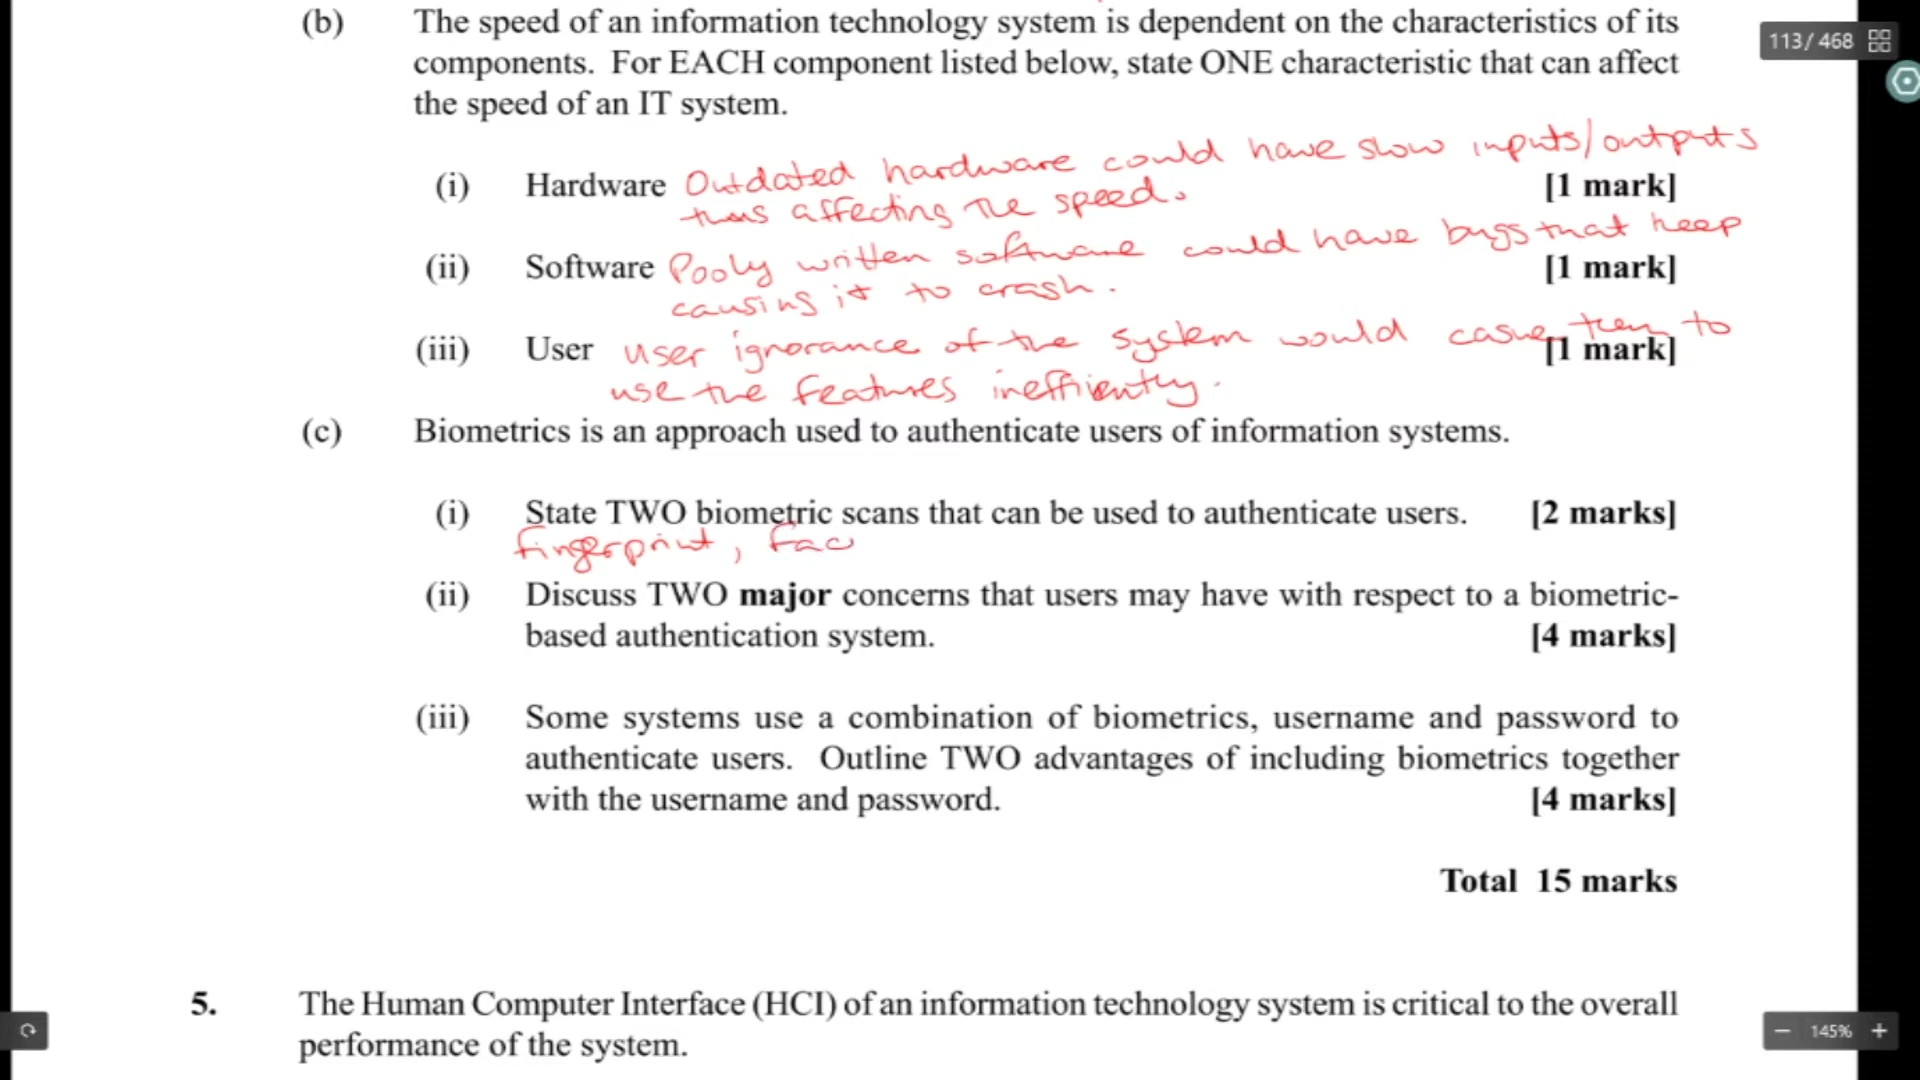 (b) The speed of an information technology system is dependent on the characteristics of its
components. For EACH component listed below, state ONE characteristic that can affect
the speed of an IT system.
113/ 468
(i) Hardware Outdated hardware could have slow inputs/outputs [1 mark]
thus affecting the speed.
(ii) Software Pooly written software could have bugs that keep [1 mark]
causing it to crash.
(iii) User user ignorance of the system would casue them to [1 mark]
use the features ineffiently.
(c) Biometrics is an approach used to authenticate users of information systems.
(i) State TWO biometric scans that can be used to authenticate users. [2 marks]
fingerprint, fac
(ii) Discuss TWO major concerns that users may have with respect to a biometric-
based authentication system. [4 marks]
(iii) Some systems use a combination of biometrics, username and password to
authenticate users. Outline TWO advantages of including biometrics together
with the username and password. [4 marks]
Total 15 marks
5. The Human Computer Interface (HCI) of an information technology system is critical to the overall
performance of the system.
145%